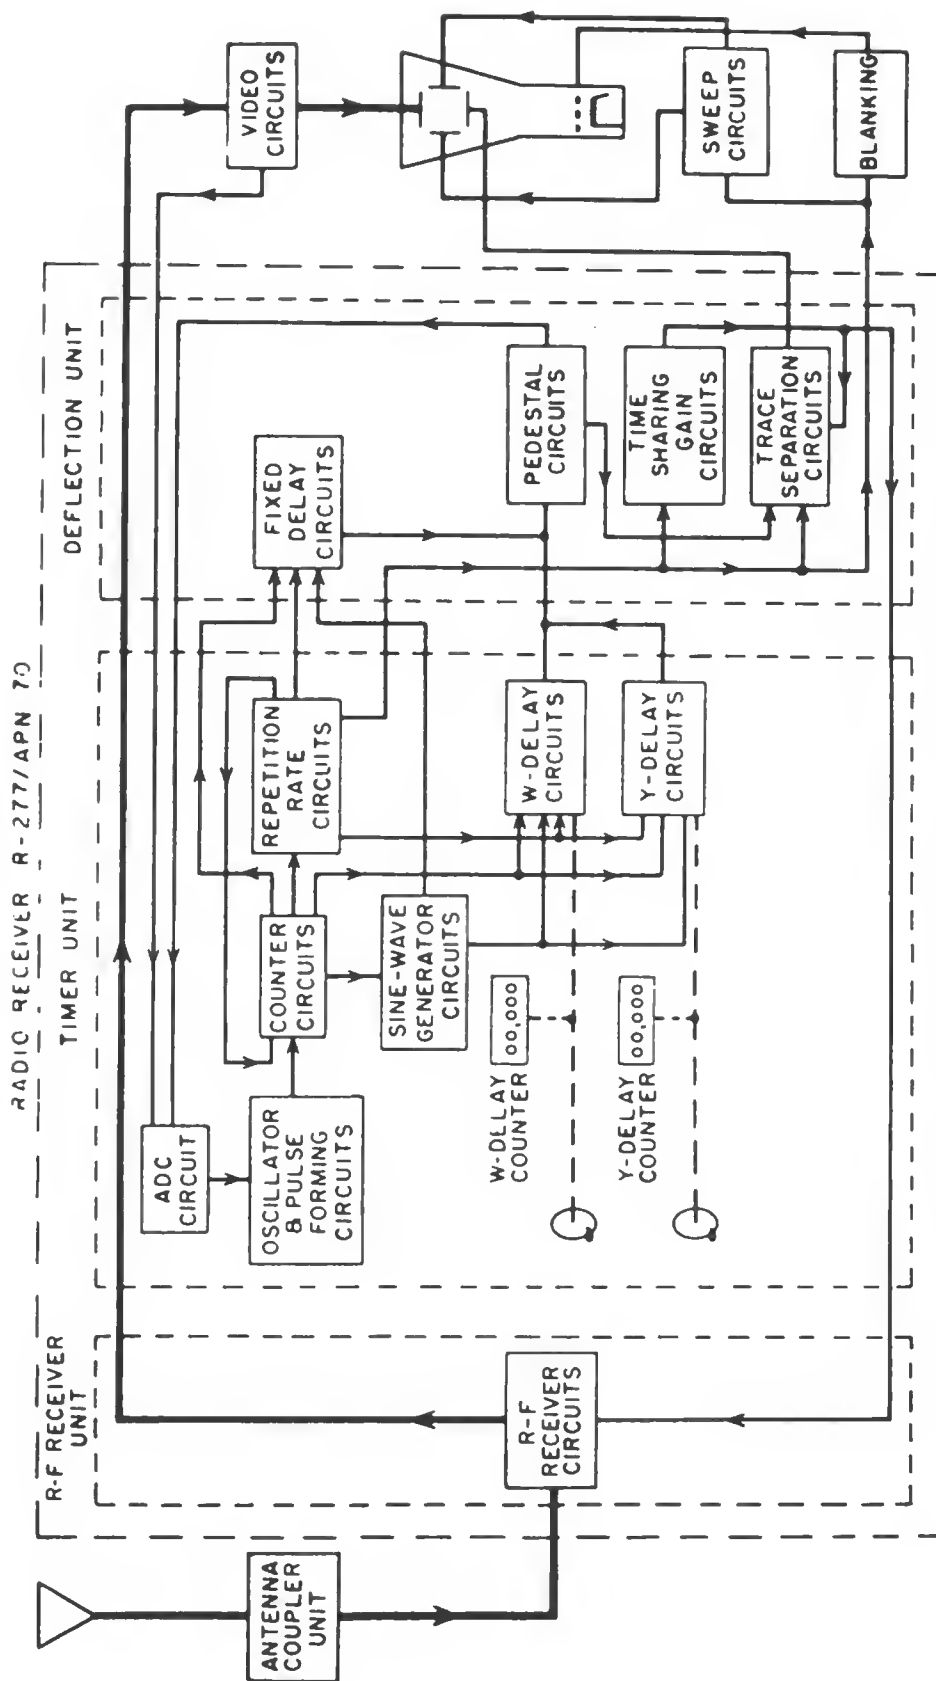 RADIO RECEIVER R-277/APN 70
R-F RECEIVER
UNIT
TIMER UNIT
DEFLECTION UNIT
ANTENNA
COUPLER
UNIT
R-F
RECEIVER
CIRCUITS
ADC
CIRCUIT
OSCILLATOR
& PULSE
FORMING
CIRCUITS
COUNTER
CIRCUITS
SINE-WAVE
GENERATOR
CIRCUITS
REPETITION
RATE
CIRCUITS
W-DELAY
COUNTER
00,000
Y-DELAY
COUNTER
00,000
W-DELAY
CIRCUITS
Y-DELAY
CIRCUITS
FIXED
DELAY
CIRCUITS
PEDESTAL
CIRCUITS
TIME
SHARING
GAIN
CIRCUITS
TRACE
SEPARATION
CIRCUITS
VIDEO
CIRCUITS
SWEEP
CIRCUITS
BLANKING